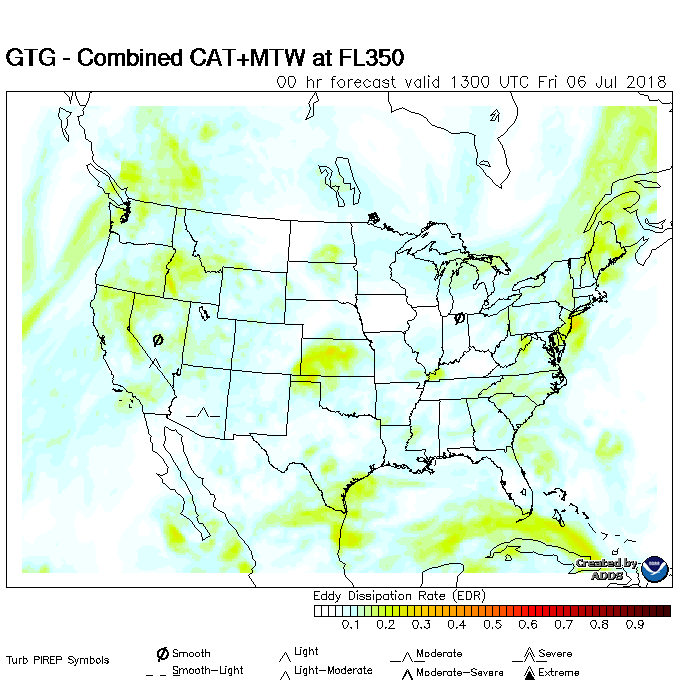 GTG - Combined CAT+MTW at FL350
00 hr forecast valid 1300 UTC Fri 06 Jul 2018
Created by
ADDS
Eddy Dissipation Rate (EDR)
0.1 0.2 0.3 0.4 0.5 0.6 0.7 0.8 0.9
Turb PIREP Symbols
Smooth
Light
Moderate
Severe
Smooth-Light
Light-Moderate
Moderate-Severe
Extreme